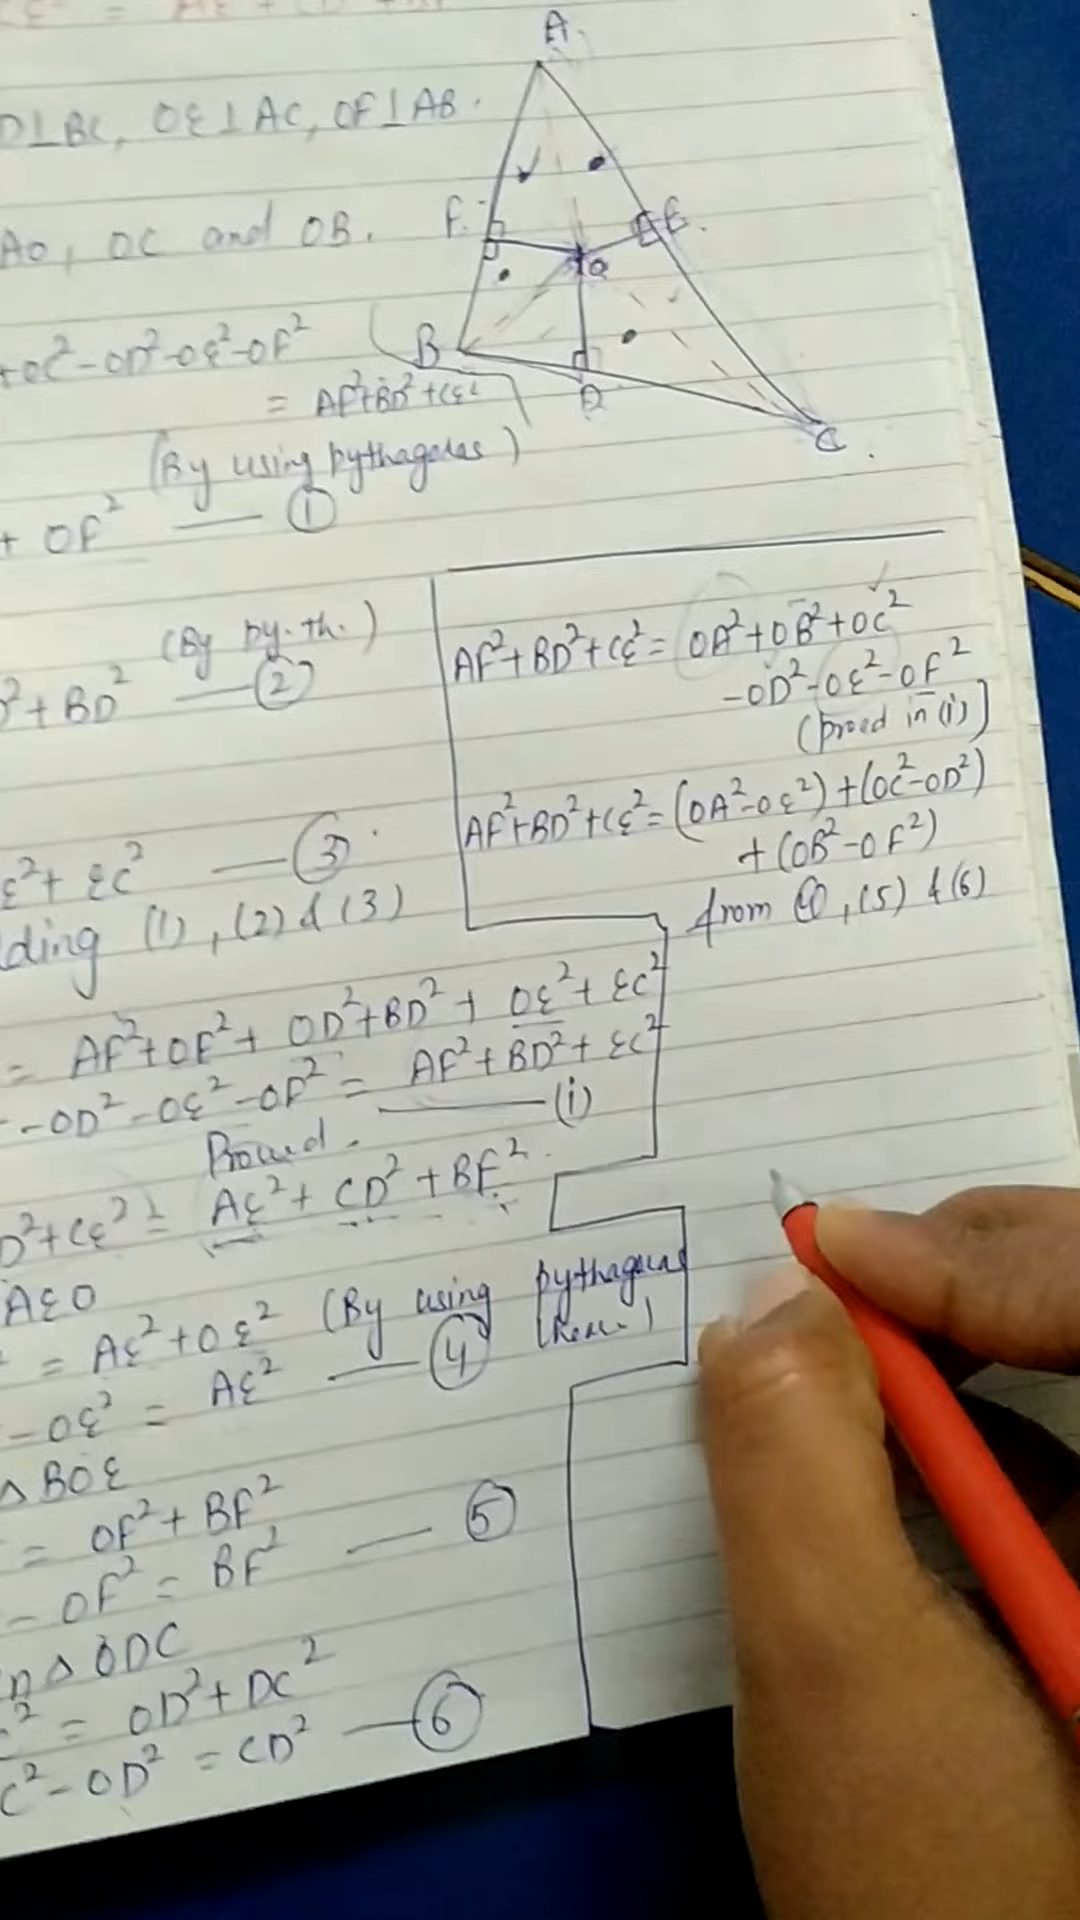 A.
D⊥BC, OE⊥AC, OF⊥AB.
F. E.
AO, OC and OB.
O
B
+OC²-OD²-OE²-OF²
= AF²+BD²+CE²
D
C.
(By using pythagoras)
+ OF² — ①
(By py. th.)
²+BD² — ②
E²+EC² — ③
ding (1), (2) & (3)
= AF²+OF²+ OD²+BD²+ OE²+ EC²
--OD²-OE²-OF² = AF²+BD²+ EC²
— (i)
Proved.
D²+CE² = AE²+ CD²+BF².
AEO
² = AE²+OE² (By using pythagoras
-OE² = AE² — ④
△ BOE
= OF²+BF²
- OF² = BF² — ⑤
n △ ODC
² = OD²+DC²
C²-OD² = CD² — ⑥
AF²+BD²+CE² = OA²+OB²+OC²
-OD²-OE²-OF²
(proed in (i)]
AF²+BD²+CE² = (OA²-OE²)+(OC²-OD²)
+(OB²-OF²)
from ④, (5) & (6)